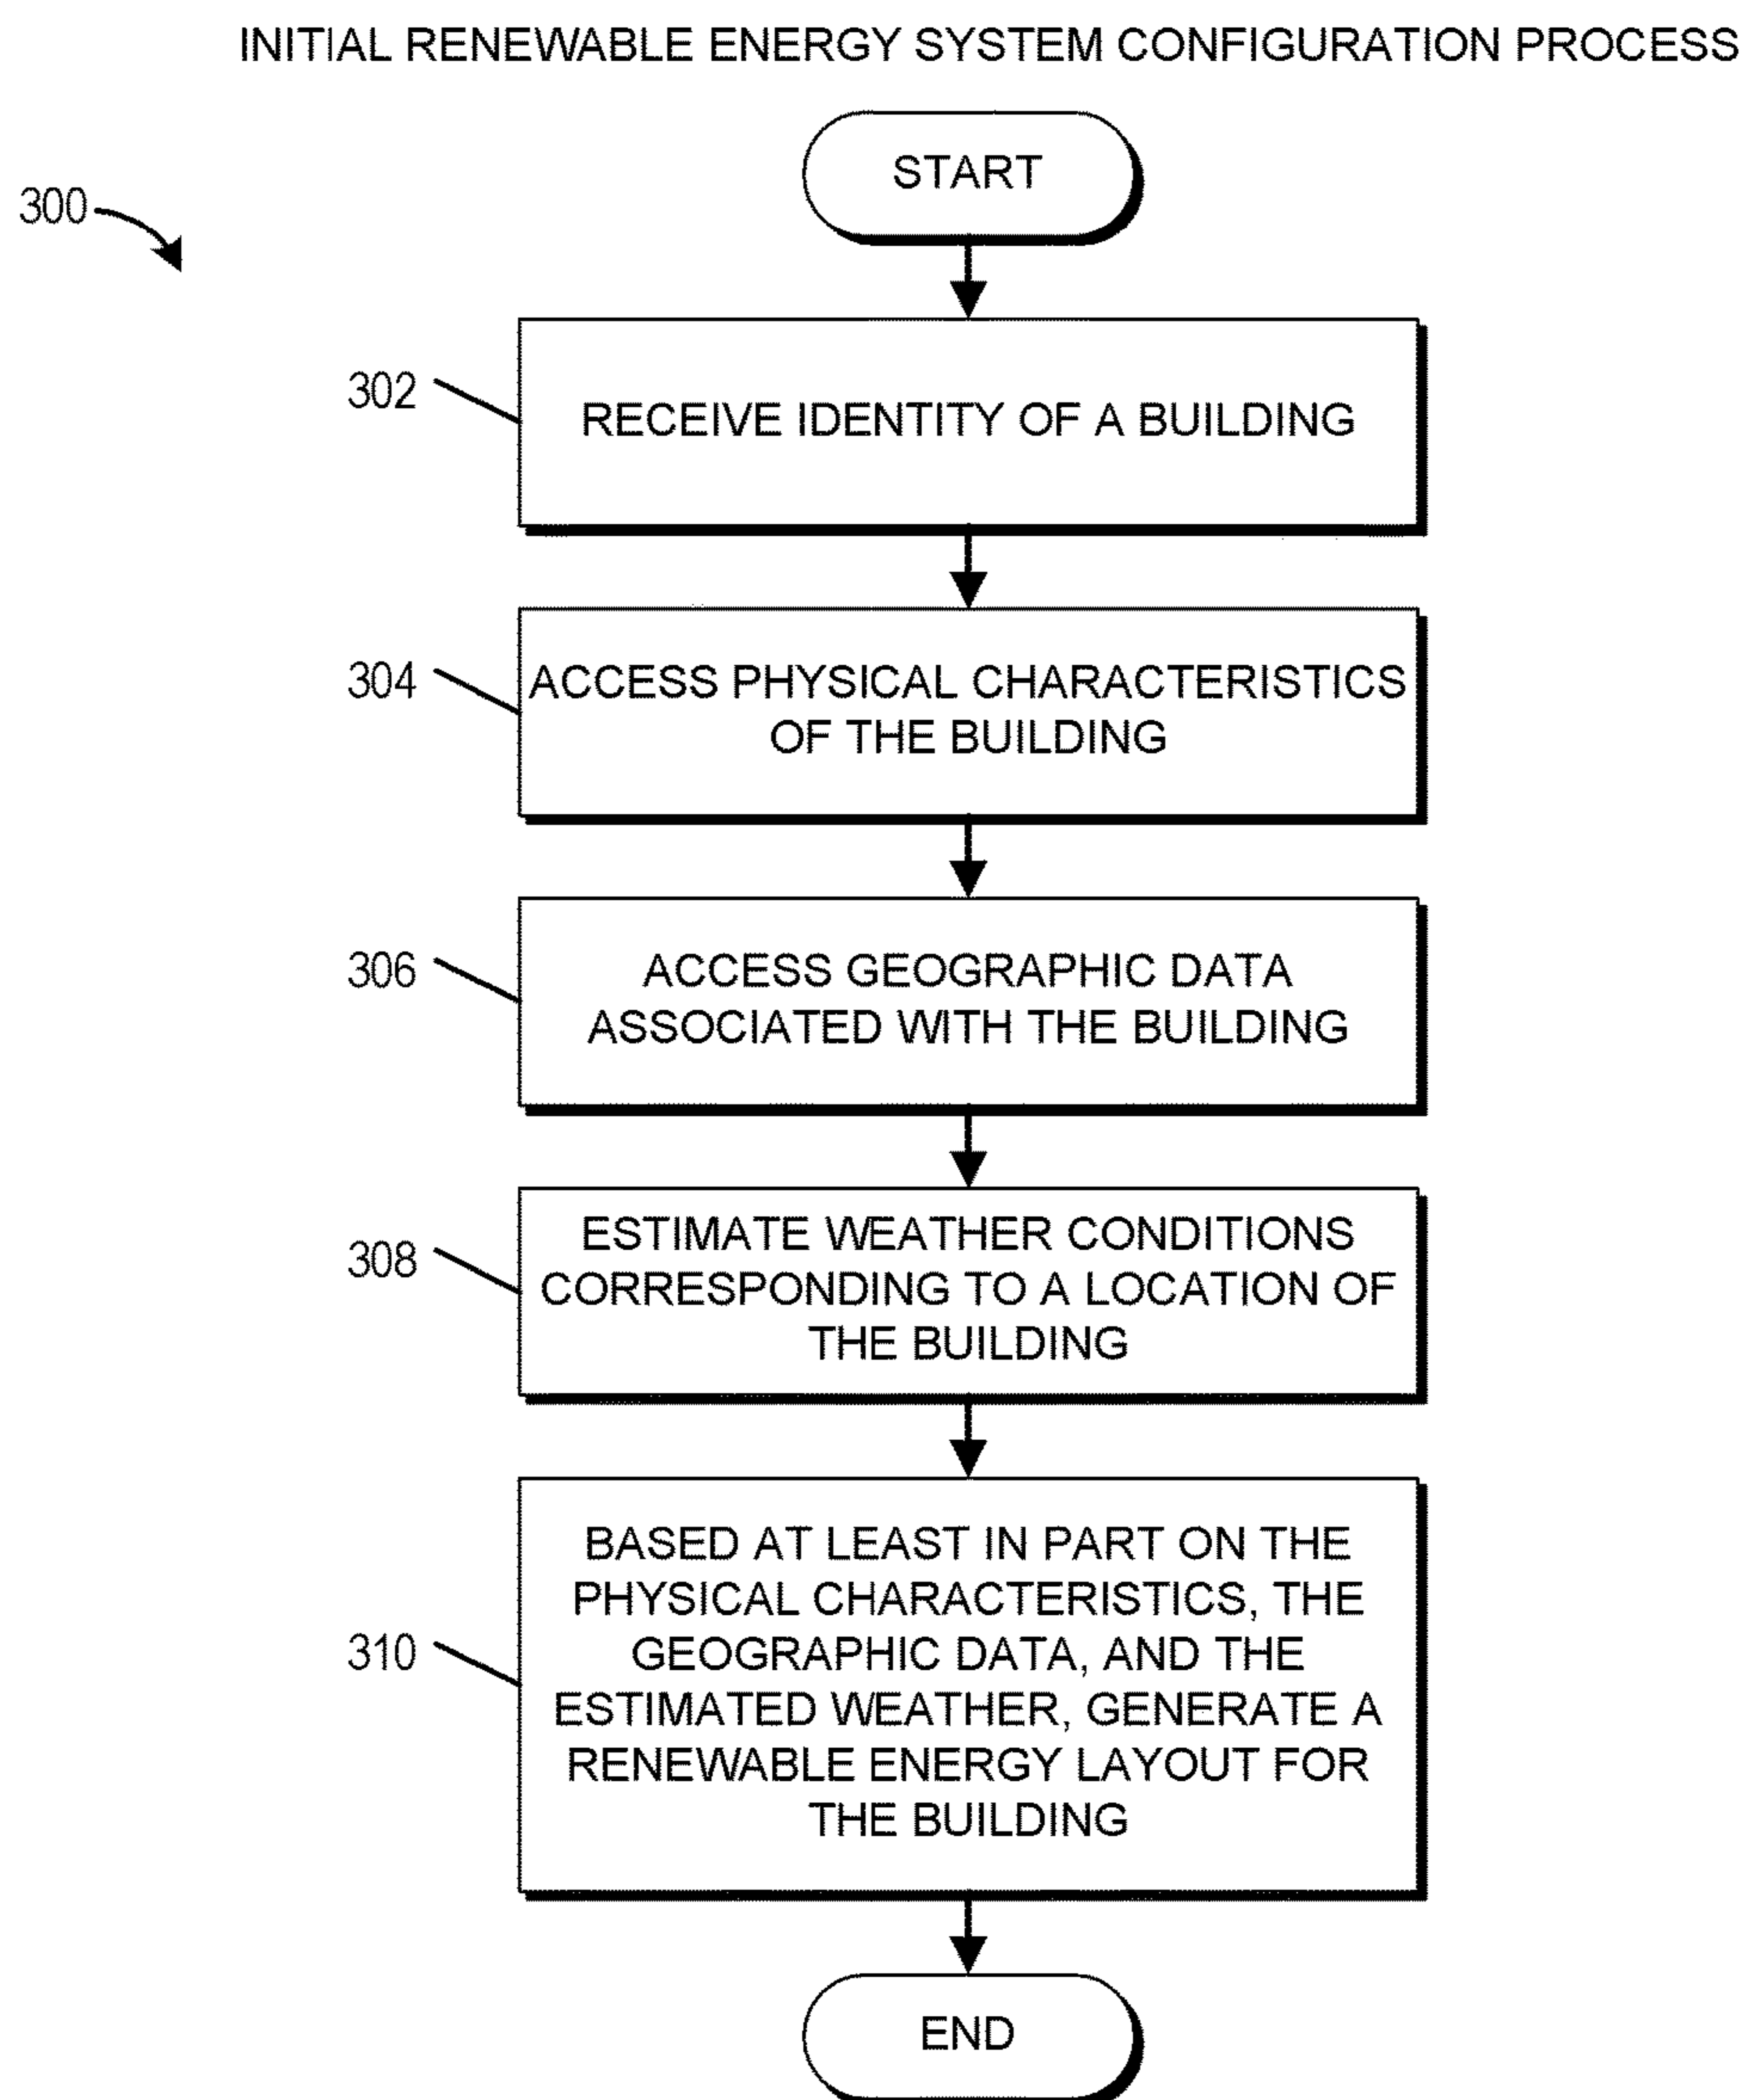 INITIAL RENEWABLE ENERGY SYSTEM CONFIGURATION PROCESS
START
300
302
RECEIVE IDENTITY OF A BUILDING
304
ACCESS PHYSICAL CHARACTERISTICS
OF THE BUILDING
306
ACCESS GEOGRAPHIC DATA
ASSOCIATED WITH THE BUILDING
308
ESTIMATE WEATHER CONDITIONS
CORRESPONDING TO A LOCATION OF
THE BUILDING
310
BASED AT LEAST IN PART ON THE
PHYSICAL CHARACTERISTICS, THE
GEOGRAPHIC DATA, AND THE
ESTIMATED WEATHER, GENERATE A
RENEWABLE ENERGY LAYOUT FOR
THE BUILDING
END